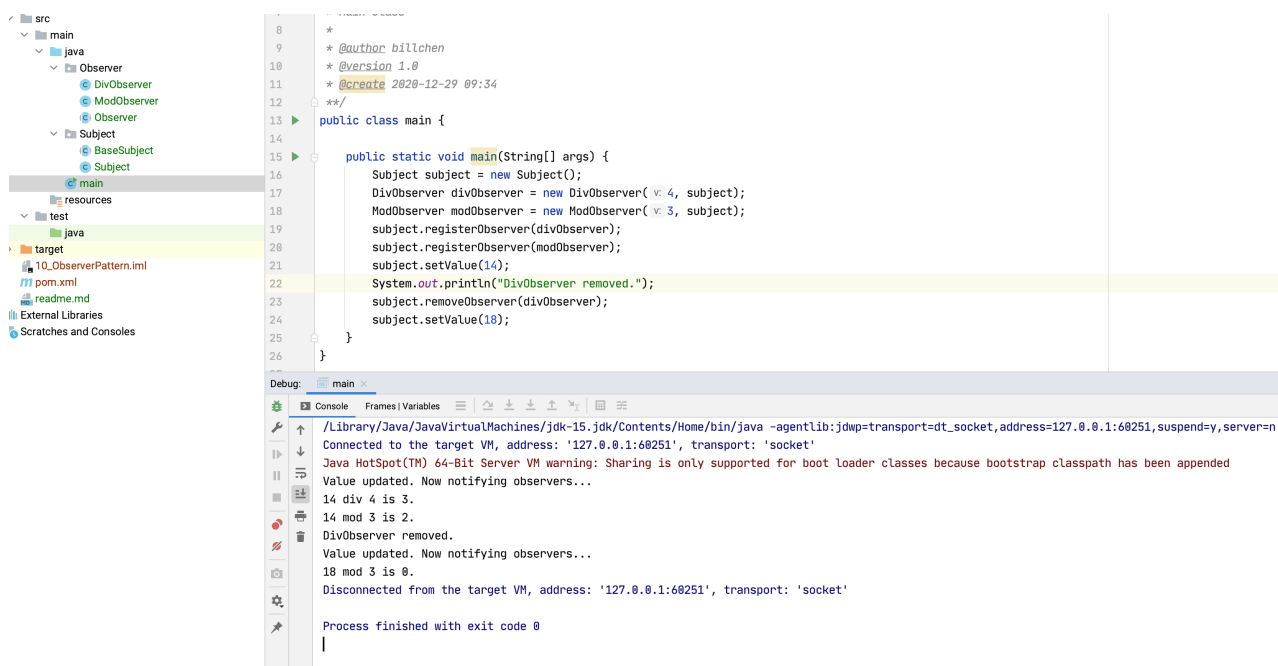 src
main
java
Observer
DivObserver
ModObserver
Observer
Subject
BaseSubject
Subject
main
resources
test
java
target
10_ObserverPattern.iml
pom.xml
readme.md
External Libraries
Scratches and Consoles
8 *
9 * @author billchen
10 * @version 1.0
11 * @create 2020-12-29 09:34
12 **/
13 public class main {
14
15 public static void main(String[] args) {
16 Subject subject = new Subject();
17 DivObserver divObserver = new DivObserver( v: 4, subject);
18 ModObserver modObserver = new ModObserver( v: 3, subject);
19 subject.registerObserver(divObserver);
20 subject.registerObserver(modObserver);
21 subject.setValue(14);
22 System.out.println("DivObserver removed.");
23 subject.removeObserver(divObserver);
24 subject.setValue(18);
25 }
26 }
Debug: main ×
Console Frames | Variables
/Library/Java/JavaVirtualMachines/jdk-15.jdk/Contents/Home/bin/java -agentlib:jdwp=transport=dt_socket,address=127.0.0.1:60251,suspend=y,server=n
Connected to the target VM, address: '127.0.0.1:60251', transport: 'socket'
Java HotSpot(TM) 64-Bit Server VM warning: Sharing is only supported for boot loader classes because bootstrap classpath has been appended
Value updated. Now notifying observers...
14 div 4 is 3.
14 mod 3 is 2.
DivObserver removed.
Value updated. Now notifying observers...
18 mod 3 is 0.
Disconnected from the target VM, address: '127.0.0.1:60251', transport: 'socket'
Process finished with exit code 0